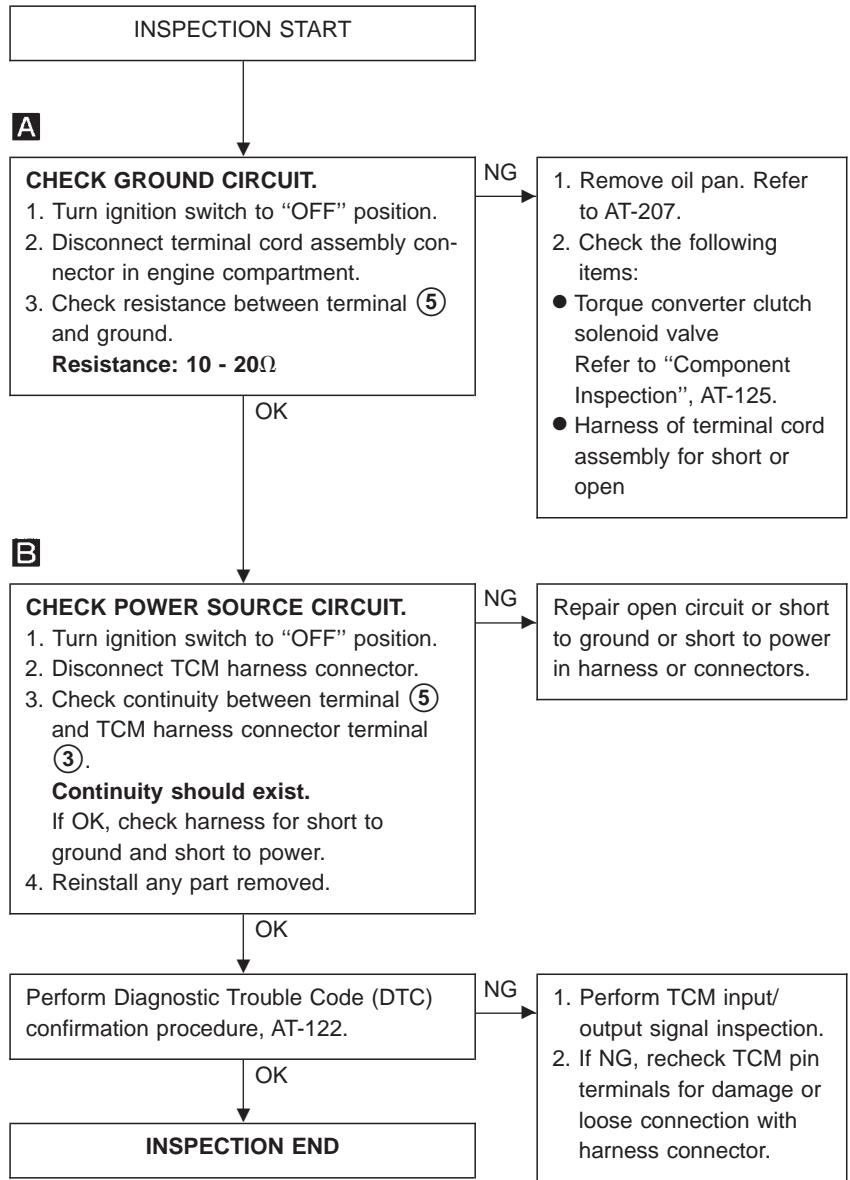 INSPECTION START
A
CHECK GROUND CIRCUIT.
1. Turn ignition switch to ‘‘OFF’’ position.
2. Disconnect terminal cord assembly con-
nector in engine compartment.
3. Check resistance between terminal ⑤
and ground.
Resistance: 10 - 20Ω
NG
1. Remove oil pan. Refer
to AT-207.
2. Check the following
items:
● Torque converter clutch
solenoid valve
Refer to ‘‘Component
Inspection’’, AT-125.
● Harness of terminal cord
assembly for short or
open
OK
B
CHECK POWER SOURCE CIRCUIT.
1. Turn ignition switch to ‘‘OFF’’ position.
2. Disconnect TCM harness connector.
3. Check continuity between terminal ⑤
and TCM harness connector terminal
③.
Continuity should exist.
If OK, check harness for short to
ground and short to power.
4. Reinstall any part removed.
NG
Repair open circuit or short
to ground or short to power
in harness or connectors.
OK
Perform Diagnostic Trouble Code (DTC)
confirmation procedure, AT-122.
NG
1. Perform TCM input/
output signal inspection.
2. If NG, recheck TCM pin
terminals for damage or
loose connection with
harness connector.
OK
INSPECTION END